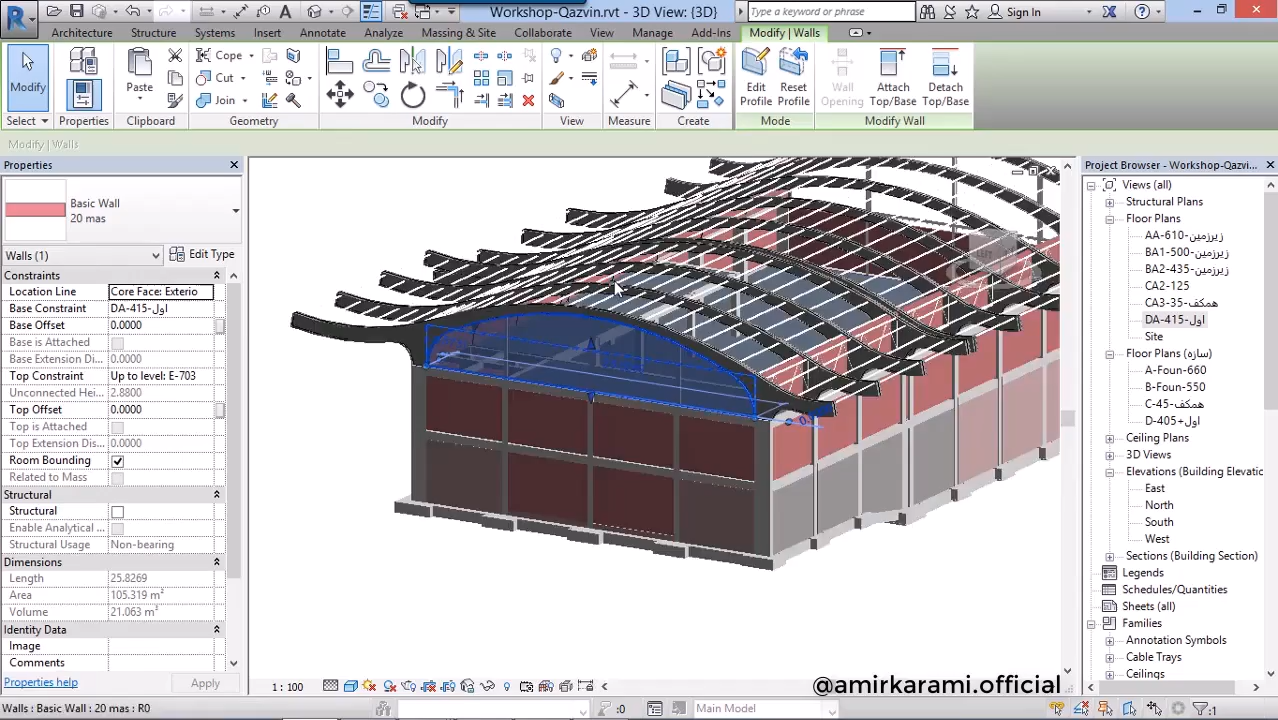 Workshop-Qazvin.rvt - 3D View: {3D}
Type a keyword or phrase
Sign In
Architecture Structure Systems Insert Annotate Analyze Massing & Site Collaborate View Manage Add-Ins Modify | Walls
Modify
Paste
Cope
Cut
Join
Edit Profile
Reset Profile
Wall Opening
Attach Top/Base
Detach Top/Base
Select Properties Clipboard Geometry Modify View Measure Create Mode Modify Wall
Modify | Walls
Properties
Basic Wall
20 mas
Walls (1)
Edit Type
Constraints
Location Line Core Face: Exterio
Base Constraint DA-415-اول
Base Offset 0.0000
Base is Attached
Base Extension Di...
0.0000
Top Constraint Up to level: E-703
Unconnected Hei... 2.8800
Top Offset 0.0000
Top is Attached
Top Extension Dis... 0.0000
Room Bounding
Related to Mass
Structural
Structural
Enable Analytical ...
Structural Usage Non-bearing
Dimensions
Length 25.8269
Area 105.319 m²
Volume 21.063 m³
Identity Data
Image
Comments
Properties help
Apply
Project Browser - Workshop-Qazvi...
Views (all)
Structural Plans
Floor Plans
AA-610-زیرزمین
BA1-500-زیرزمین
BA2-435-زیرزمین
CA2-125
CA3-35-همکف
DA-415-اول
Site
Floor Plans (سازه)
A-Foun-660
B-Foun-550
C-45-همکف
D-405+اول
Ceiling Plans
3D Views
Elevations (Building Elevatio
East
North
South
West
Sections (Building Section)
Legends
Schedules/Quantities
Sheets (all)
Families
Annotation Symbols
Cable Trays
Ceilings
1 : 100
@amirkarami.official
Walls : Basic Wall : 20 mas : R0
:0
Main Model
:1